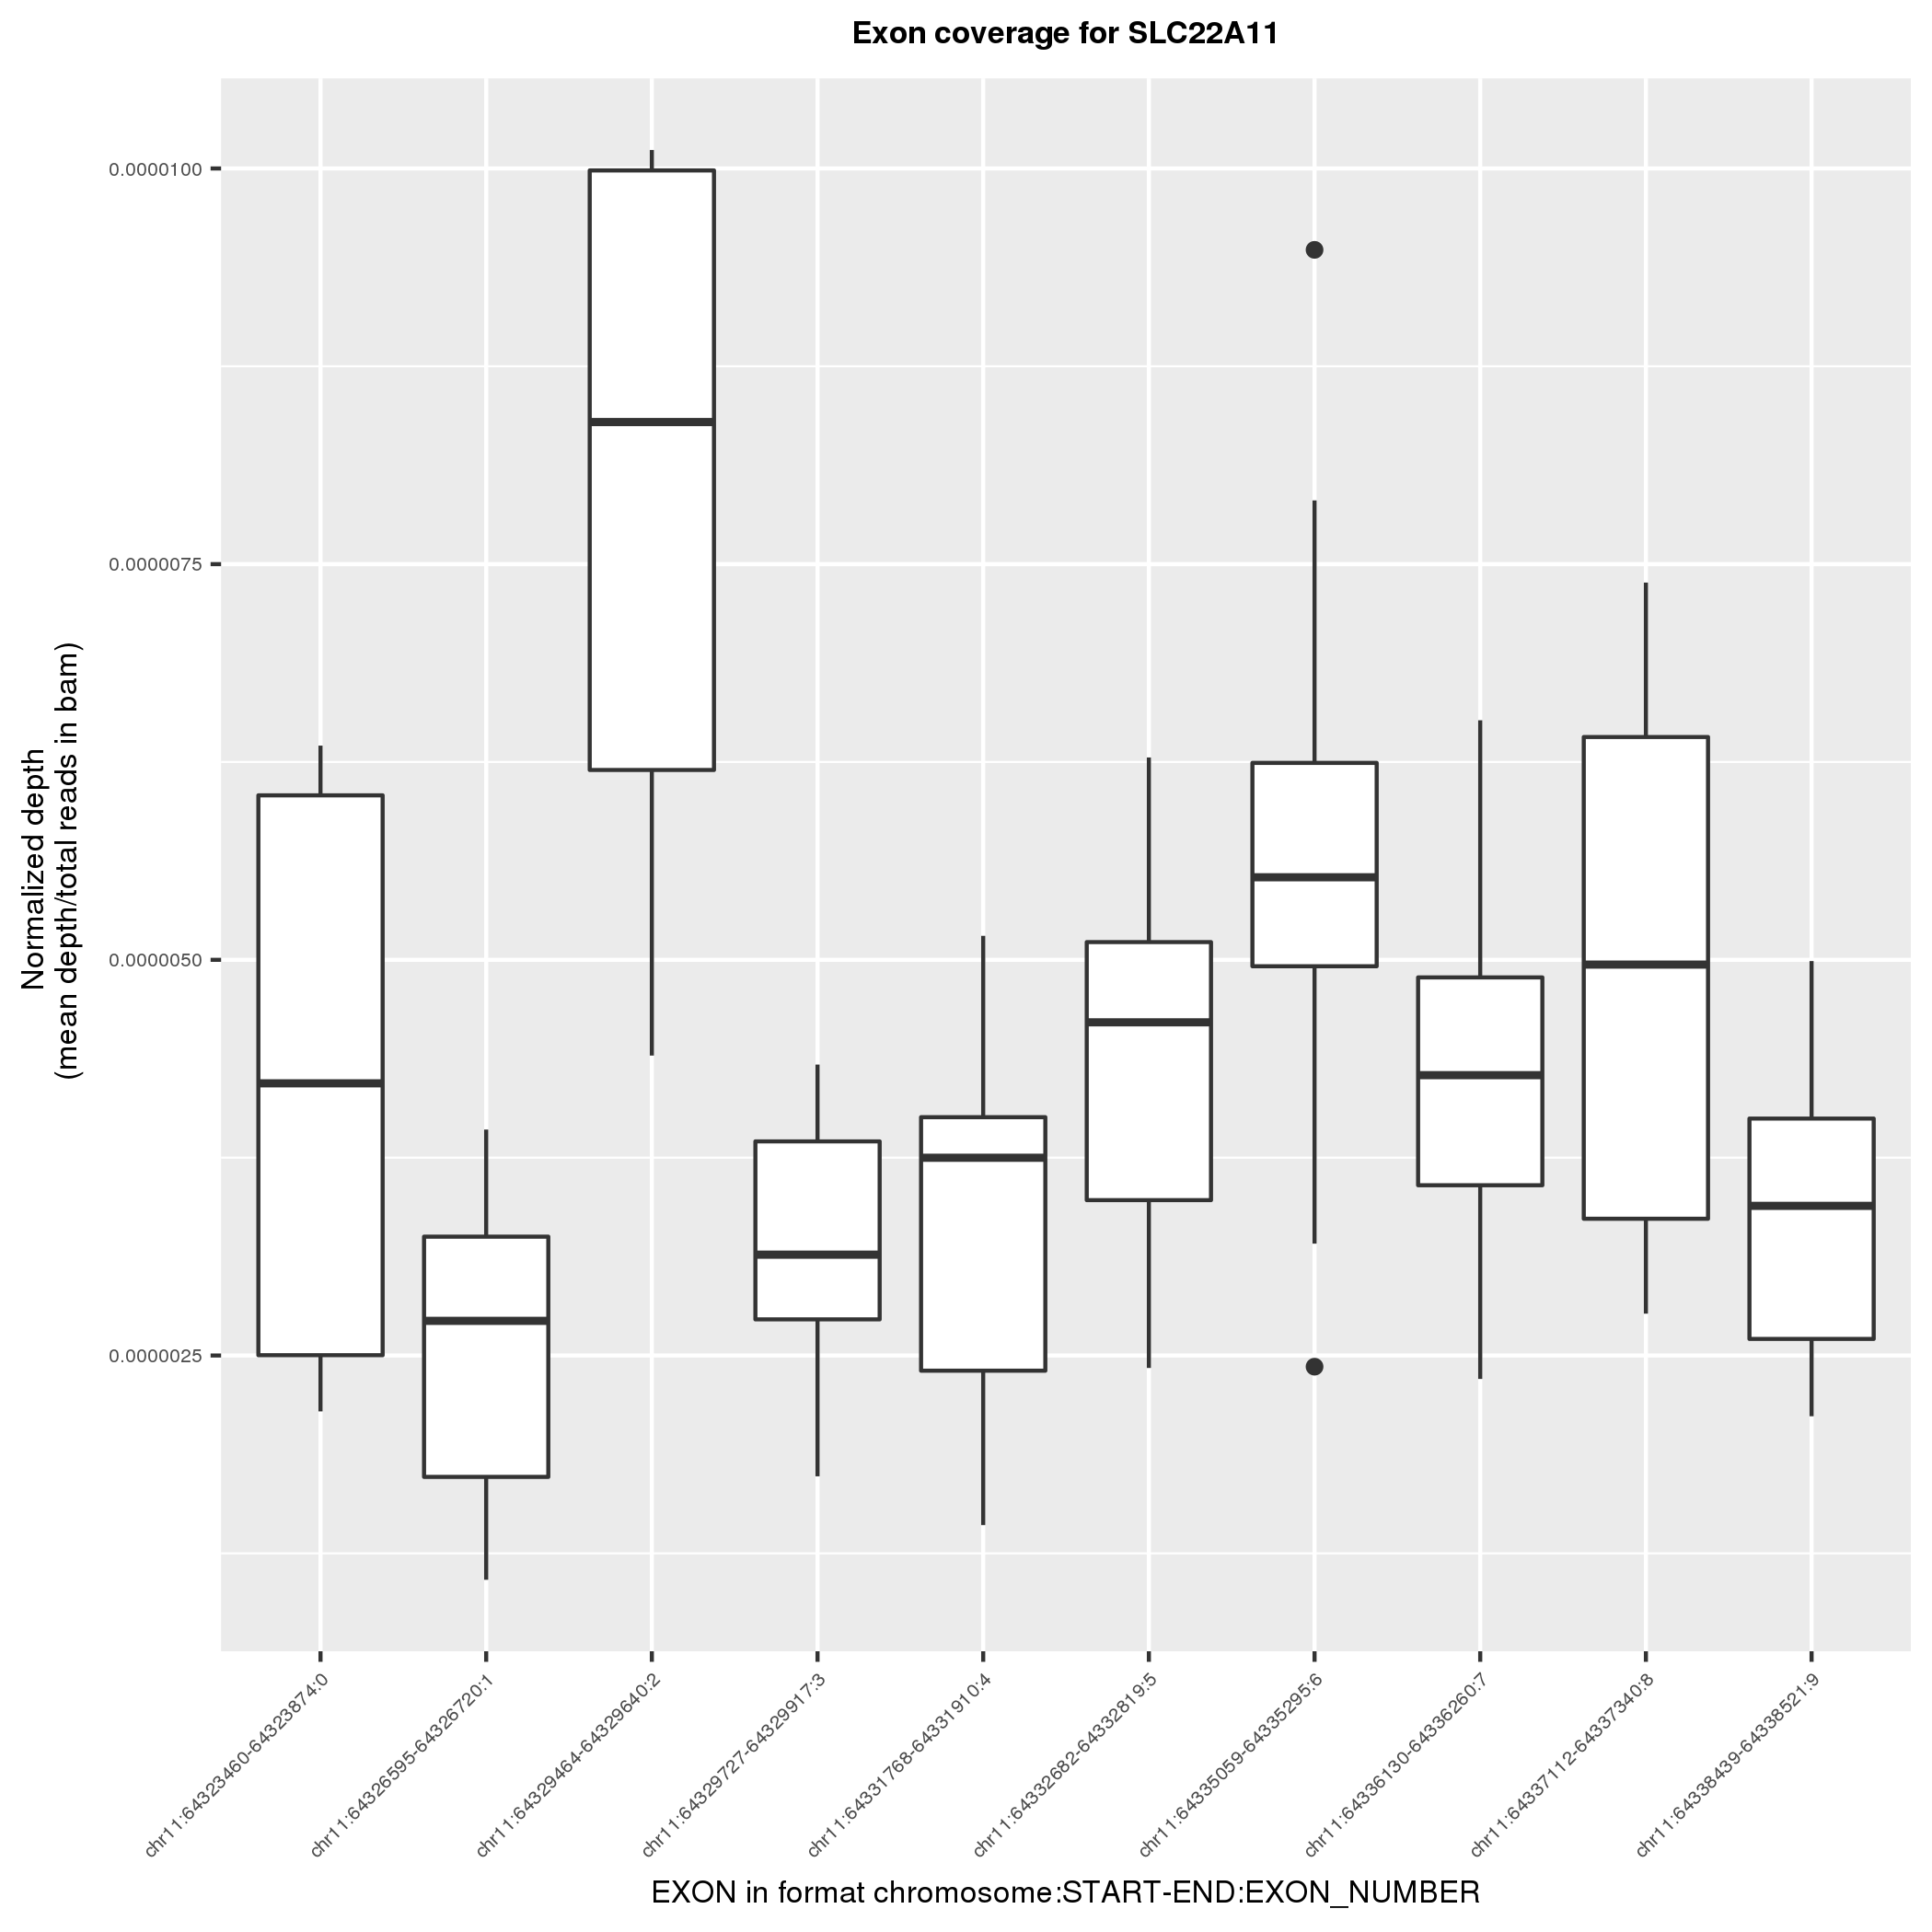 Exon coverage for SLC22A11
0.0000100
0.0000075
0.0000050
0.0000025
Normalized depth
(mean depth/total reads in bam)
chr11:64323460-64323874:0
chr11:64326595-64326720:1
chr11:64329464-64329640:2
chr11:64329727-64329917:3
chr11:64331768-64331910:4
chr11:64332682-64332819:5
chr11:64335059-64335295:6
chr11:64336130-64336260:7
chr11:64337112-64337340:8
chr11:64338439-64338521:9
EXON in format chromosome:START-END:EXON_NUMBER